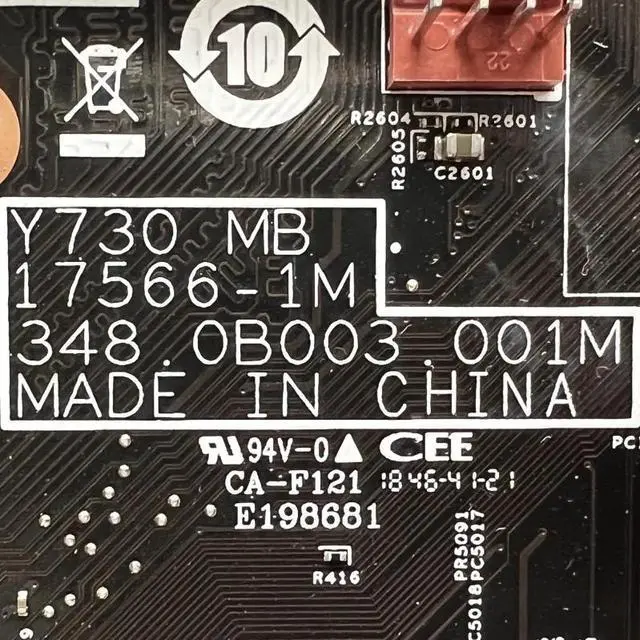 10
22
R2604
R2601
R2605
C2601
Y730 MB
17566-1M
348.0B003.001M
MADE IN CHINA
94V-0 CEE
CA-F121 1846-41-21
E198681
R416
PR5091
PC5017